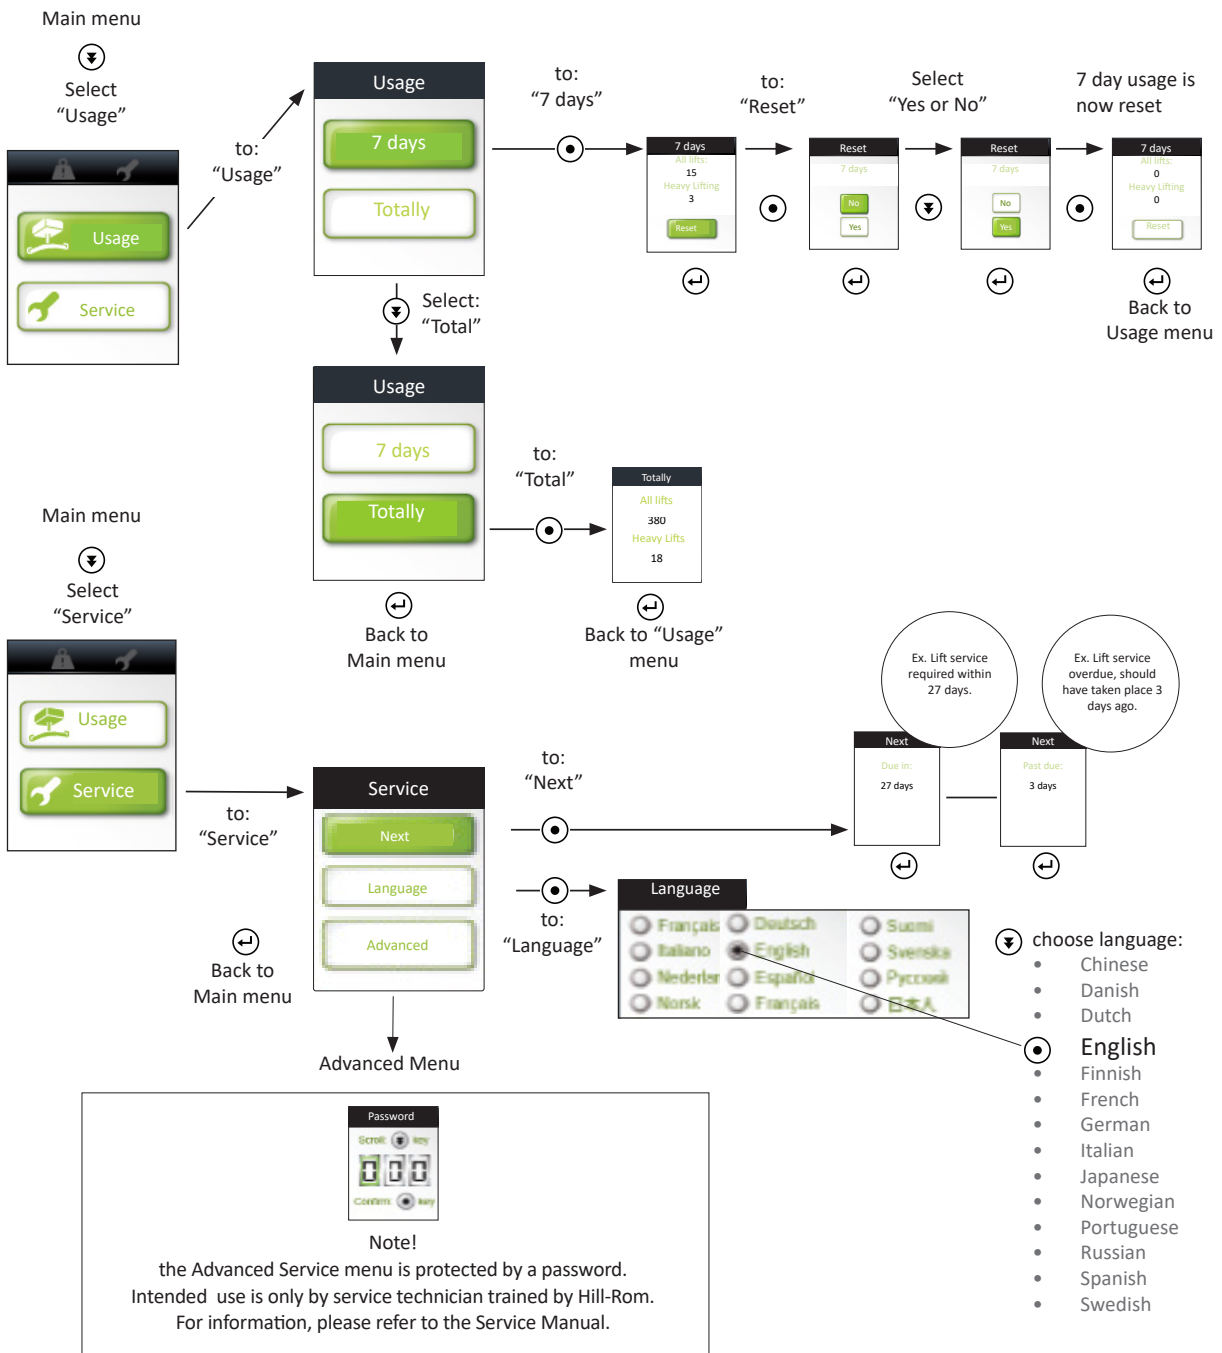 Main menu
Select
“Usage”
Usage
Service
to:
“Usage”
Usage
7 days
Totally
to:
“7 days”
7 days
All lifts:
15
Heavy Lifting
3
Reset
to:
“Reset”
Reset
7 days
No
Yes
Select
“Yes or No”
Reset
7 days
No
Yes
7 day usage is
now reset
7 days
All lifts:
0
Heavy Lifting
0
Reset
Back to
Usage menu
Select:
“Total”
Usage
7 days
Totally
Back to
Main menu
to:
“Total”
Totally
All lifts
380
Heavy Lifts
18
Back to “Usage”
menu
Main menu
Select
“Service”
Usage
Service
to:
“Service”
Back to
Main menu
Service
Next
Language
Advanced
to:
“Next”
Ex. Lift service
required within
27 days.
Next
Due in:
27 days
Ex. Lift service
overdue, should
have taken place 3
days ago.
Next
Past due:
3 days
to:
“Language”
Language
Français Deutsch Suomi
Italiano English Svenska
Nederlar Español Русский
Norsk Français 日本人
choose language:
• Chinese
• Danish
• Dutch
English
• Finnish
• French
• German
• Italian
• Japanese
• Norwegian
• Portuguese
• Russian
• Spanish
• Swedish
Advanced Menu
Password
Scroll: key
000
Confirm: key
Note!
the Advanced Service menu is protected by a password.
Intended use is only by service technician trained by Hill-Rom.
For information, please refer to the Service Manual.